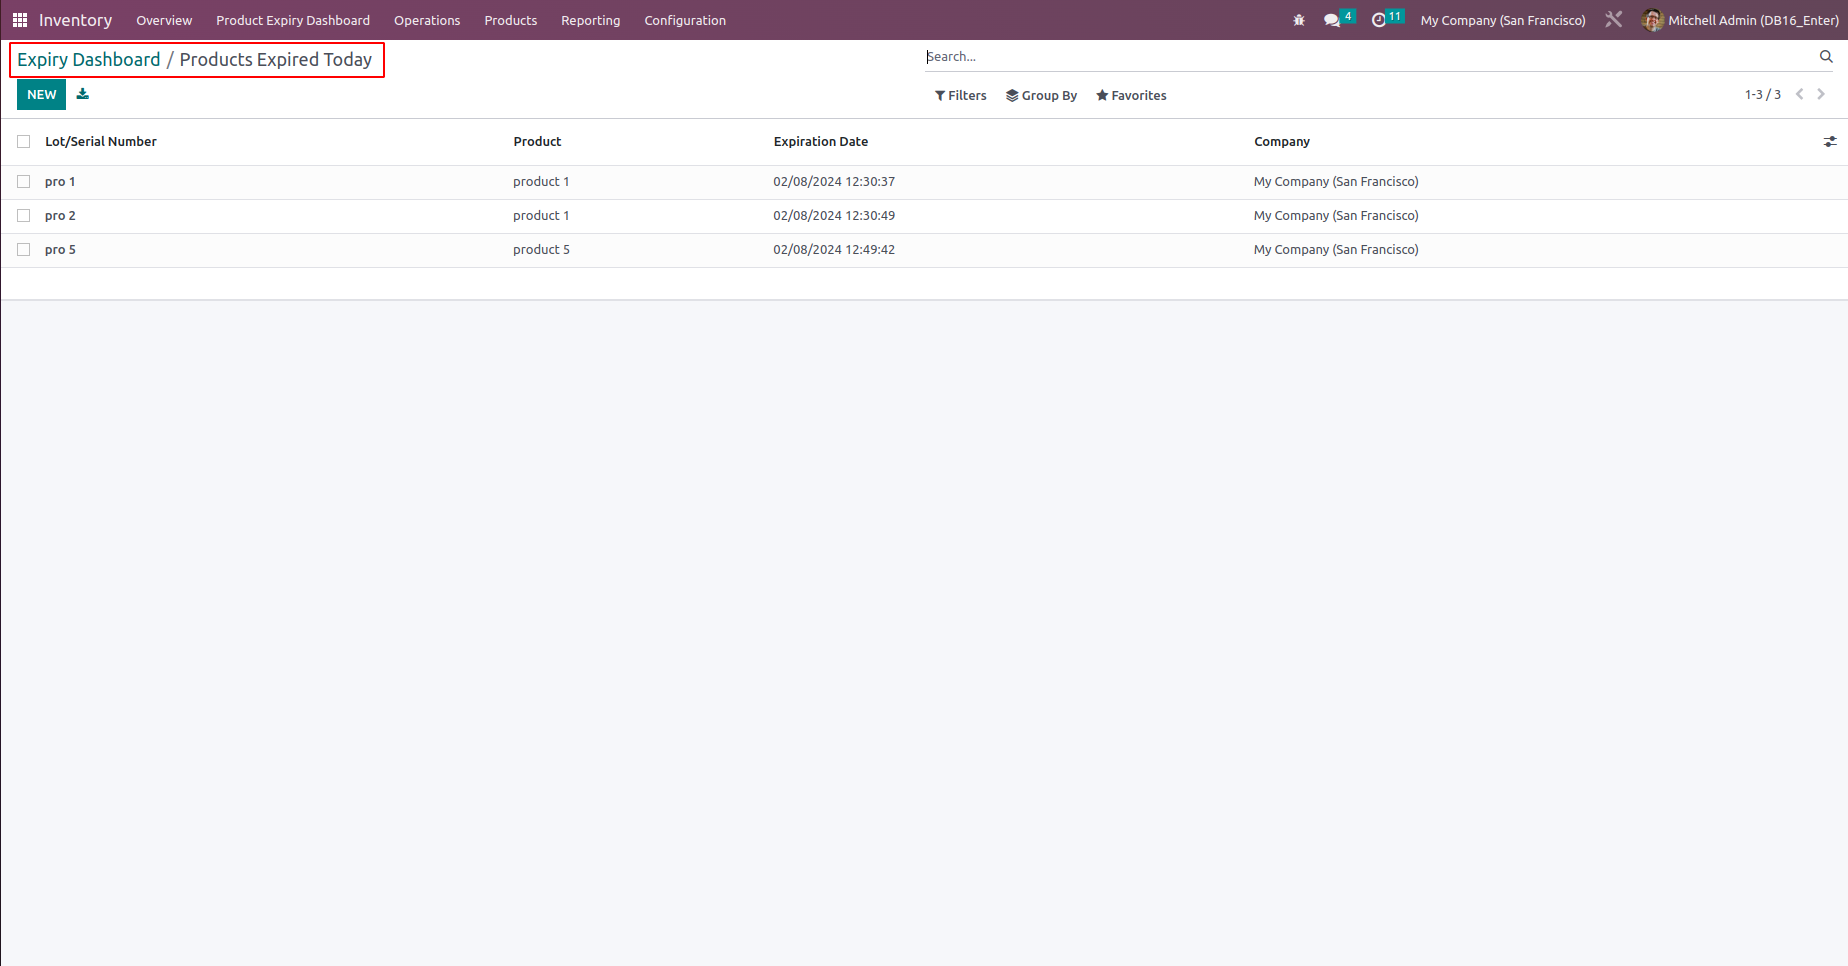 Inventory Overview Product Expiry Dashboard Operations Products Reporting Configuration 4 11 My Company (San Francisco) Mitchell Admin (DB16_Enter)
Expiry Dashboard / Products Expired Today Search...
NEW Filters Group By Favorites 1-3 / 3
Lot/Serial Number Product Expiration Date Company
pro 1 product 1 02/08/2024 12:30:37 My Company (San Francisco)
pro 2 product 1 02/08/2024 12:30:49 My Company (San Francisco)
pro 5 product 5 02/08/2024 12:49:42 My Company (San Francisco)